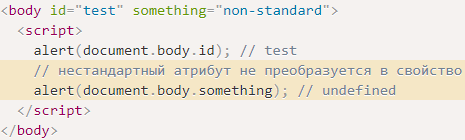 <body id="test" something="non-standard">
  <script>
    alert(document.body.id); // test
    // нестандартный атрибут не преобразуется в свойство
    alert(document.body.something); // undefined
  </script>
</body>